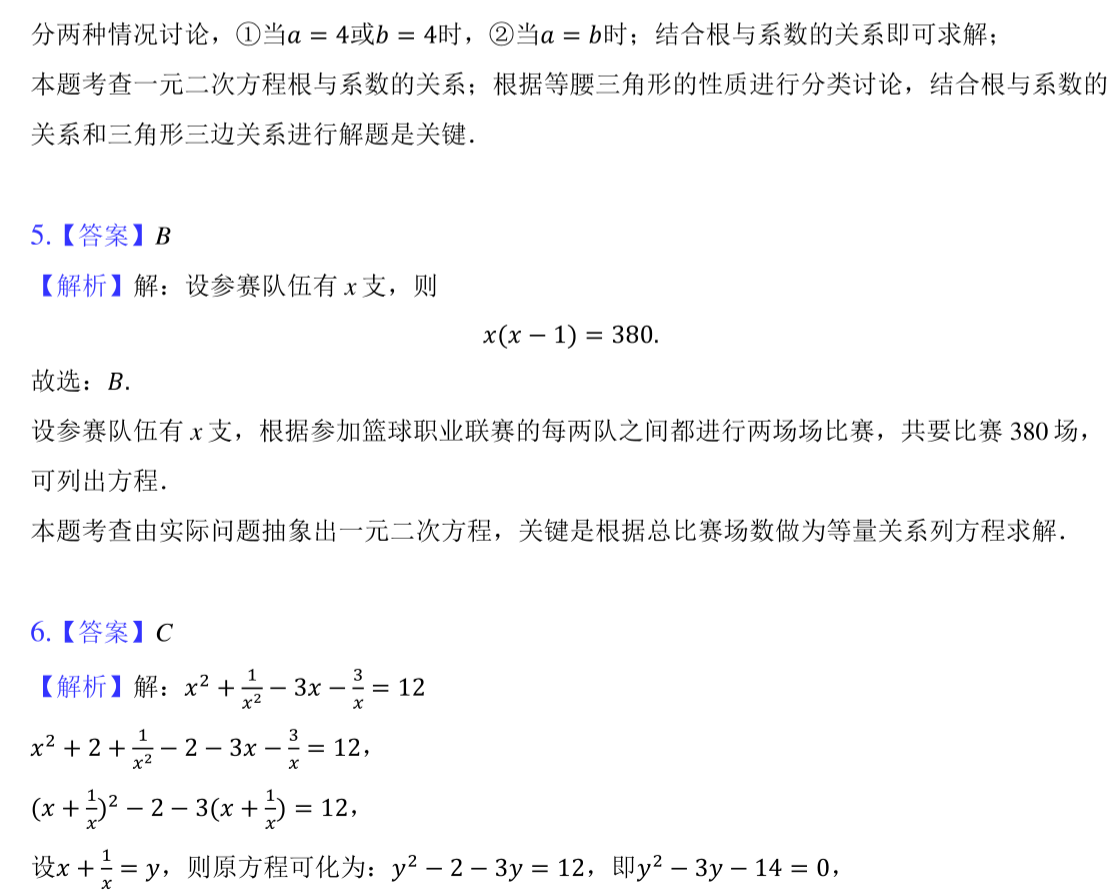 分两种情况讨论，①当a = 4或b = 4时，②当a = b时；结合根与系数的关系即可求解；
本题考查一元二次方程根与系数的关系；根据等腰三角形的性质进行分类讨论，结合根与系数的
关系和三角形三边关系进行解题是关键．
5.【答案】B
【解析】解：设参赛队伍有 x 支，则
x(x − 1) = 380.
故选：B.
设参赛队伍有 x 支，根据参加篮球职业联赛的每两队之间都进行两场场比赛，共要比赛 380 场，
可列出方程．
本题考查由实际问题抽象出一元二次方程，关键是根据总比赛场数做为等量关系列方程求解．
6.【答案】C
【解析】解：x² + 1/x² − 3x − 3/x = 12
x² + 2 + 1/x² − 2 − 3x − 3/x = 12，
(x + 1/x)² − 2 − 3(x + 1/x) = 12，
设x + 1/x = y，则原方程可化为：y² − 2 − 3y = 12，即y² − 3y − 14 = 0，